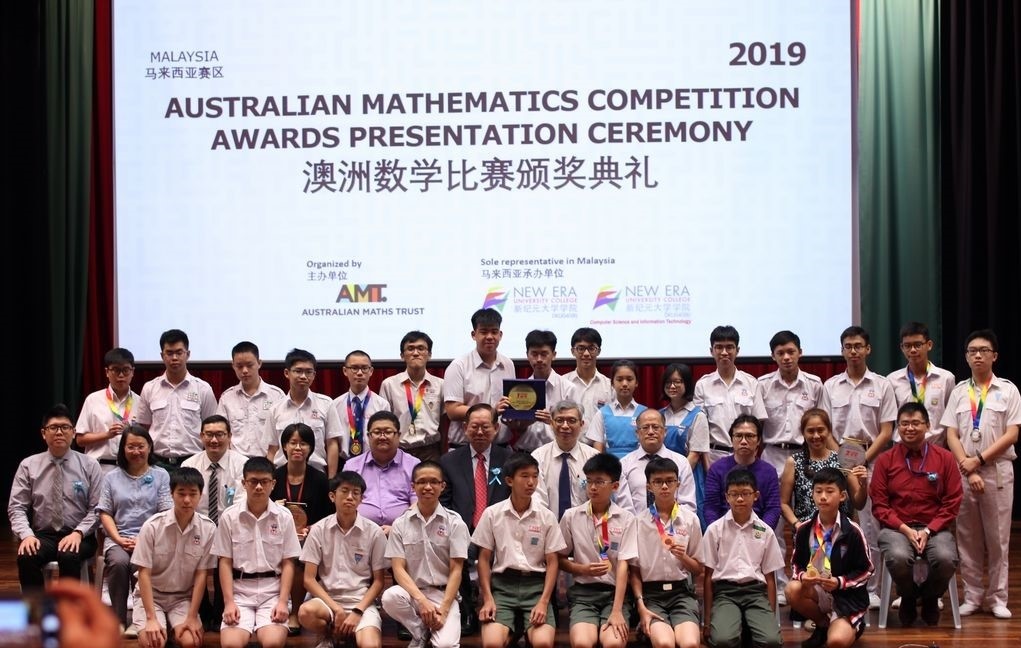 MALAYSIA
马来西亚赛区
2019
AUSTRALIAN MATHEMATICS COMPETITION
AWARDS PRESENTATION CEREMONY
澳洲数学比赛颁奖典礼
Organized by
主办单位
AMT.
AUSTRALIAN MATHS TRUST
Sole representative in Malaysia
马来西亚承办单位
NEW ERA
UNIVERSITY COLLEGE
新纪元大学学院
NEW ERA
UNIVERSITY COLLEGE
新纪元大学学院
Computer Science and Information Technology